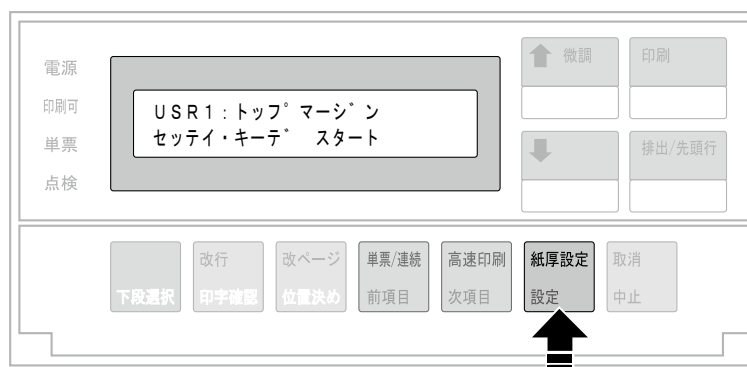 電源
印刷可
単票
点検
USR1:トップ゚マージ゙ン
セッテイ・キーデ゙ スタート
微調
印刷
排出/先頭行
改行
改ページ
単票/連続
高速印刷
紙厚設定
取消
下段選択
印字確認
位置決め
前項目
次項目
設定
中止